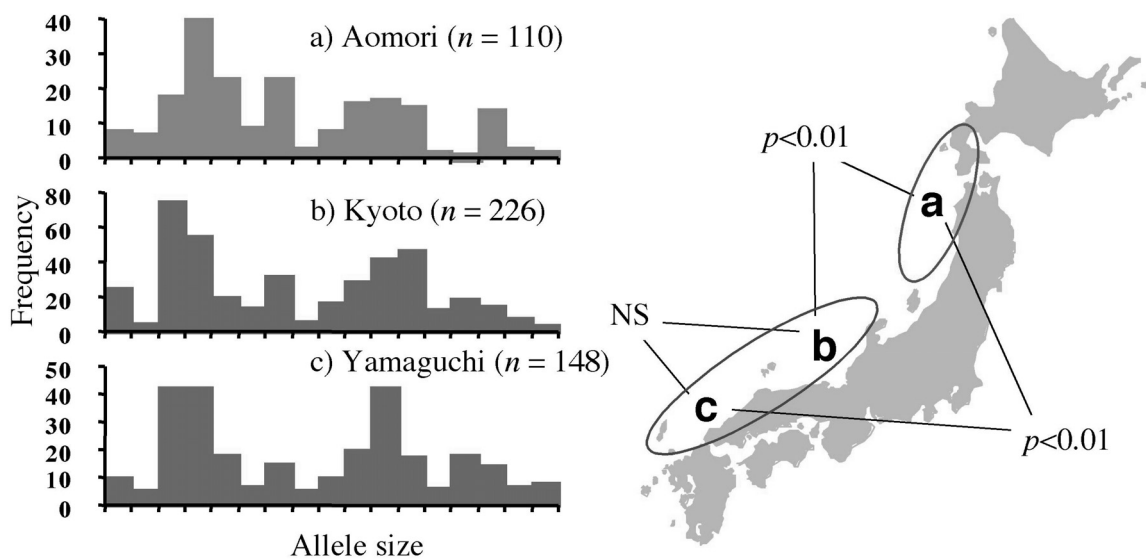 40
30
20
10
0
a) Aomori (n = 110)
80
60
40
20
0
b) Kyoto (n = 226)
50
40
30
20
10
0
c) Yamaguchi (n = 148)
Frequency
Allele size
p<0.01
a
NS
b
c
p<0.01